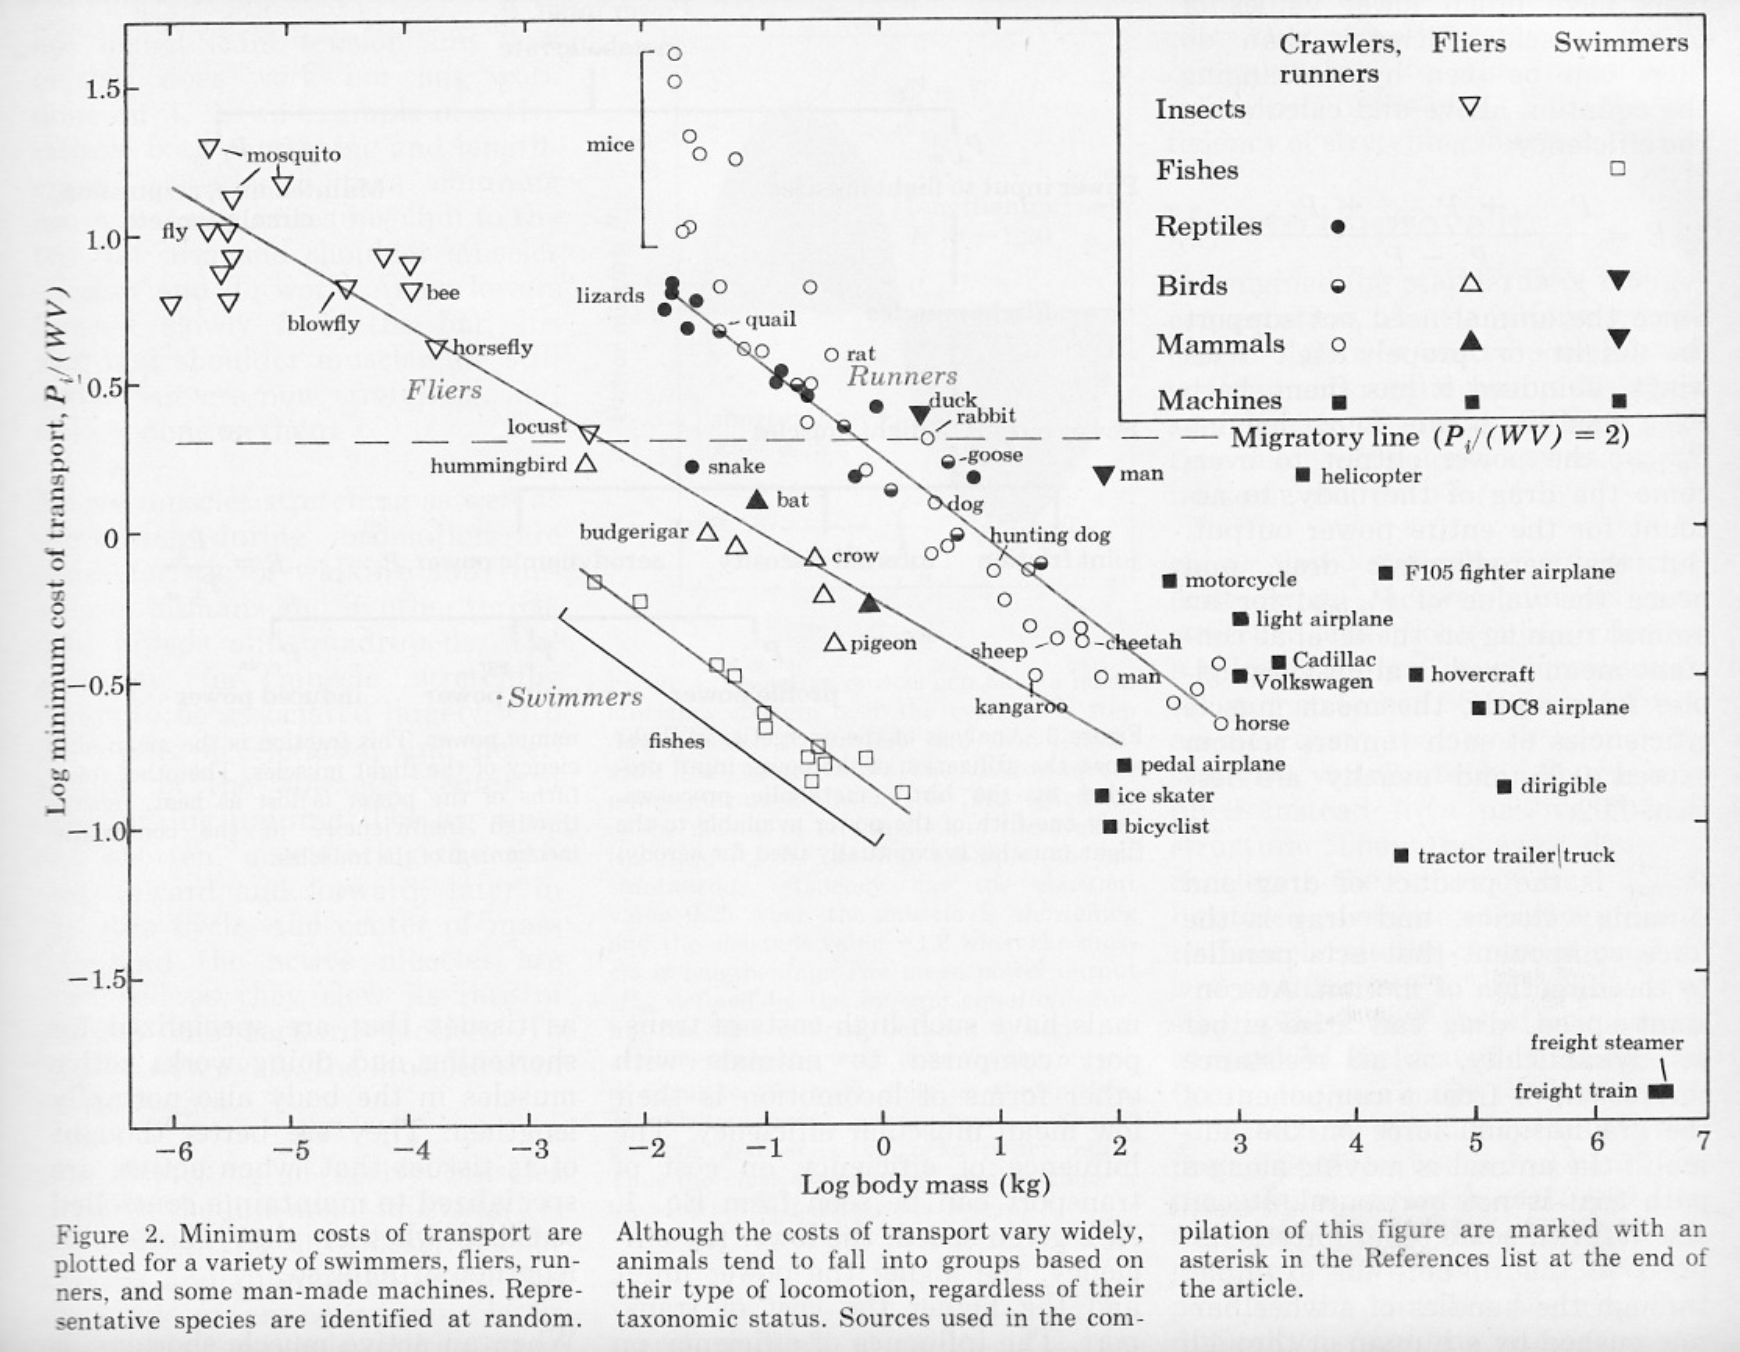 Crawlers, Fliers Swimmers
runners
Insects
Fishes
Reptiles
Birds
Mammals
Machines
1.5
1.0
0.5
0
−0.5
−1.0
−1.5
Log minimum cost of transport, Pi/(WV)
mosquito
fly
blowfly
bee
horsefly
Fliers
locust
hummingbird
mice
lizards
quail
rat
Runners
duck
rabbit
Migratory line (Pi/(WV) = 2)
goose
snake
man
helicopter
bat
dog
budgerigar
crow
hunting dog
motorcycle
F105 fighter airplane
light airplane
pigeon
sheep
cheetah
Cadillac
man
Volkswagen
hovercraft
kangaroo
DC8 airplane
Swimmers
horse
fishes
pedal airplane
dirigible
ice skater
bicyclist
tractor trailer truck
freight steamer
freight train
−6 −5 −4 −3 −2 −1 0 1 2 3 4 5 6 7
Log body mass (kg)
Figure 2. Minimum costs of transport are
plotted for a variety of swimmers, fliers, run-
ners, and some man-made machines. Repre-
sentative species are identified at random.
Although the costs of transport vary widely,
animals tend to fall into groups based on
their type of locomotion, regardless of their
taxonomic status. Sources used in the com-
pilation of this figure are marked with an
asterisk in the References list at the end of
the article.